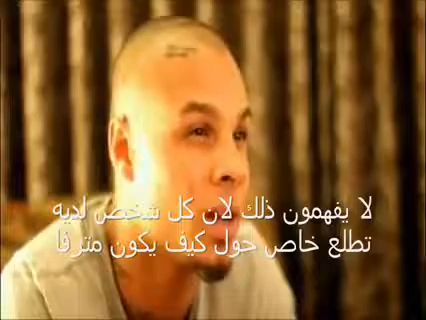 لا يفهمون ذلك لان كل شخص لديه
تطلع خاص حول كيف يكون مترفا